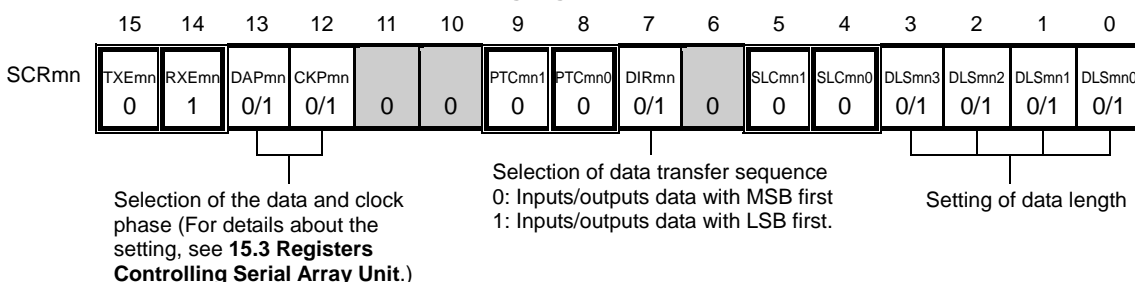 15 14 13 12 11 10 9 8 7 6 5 4 3 2 1 0
SCRmn TXEmn RXEmn DAPmn CKPmn PTCmn1 PTCmn0 DIRmn SLCmn1 SLCmn0 DLSmn3 DLSmn2 DLSmn1 DLSmn0
0 1 0/1 0/1 0 0 0 0 0/1 0 0 0 0/1 0/1 0/1 0/1
Selection of the data and clock
phase (For details about the
setting, see 15.3 Registers
Controlling Serial Array Unit.)
Selection of data transfer sequence
0: Inputs/outputs data with MSB first
1: Inputs/outputs data with LSB first.
Setting of data length